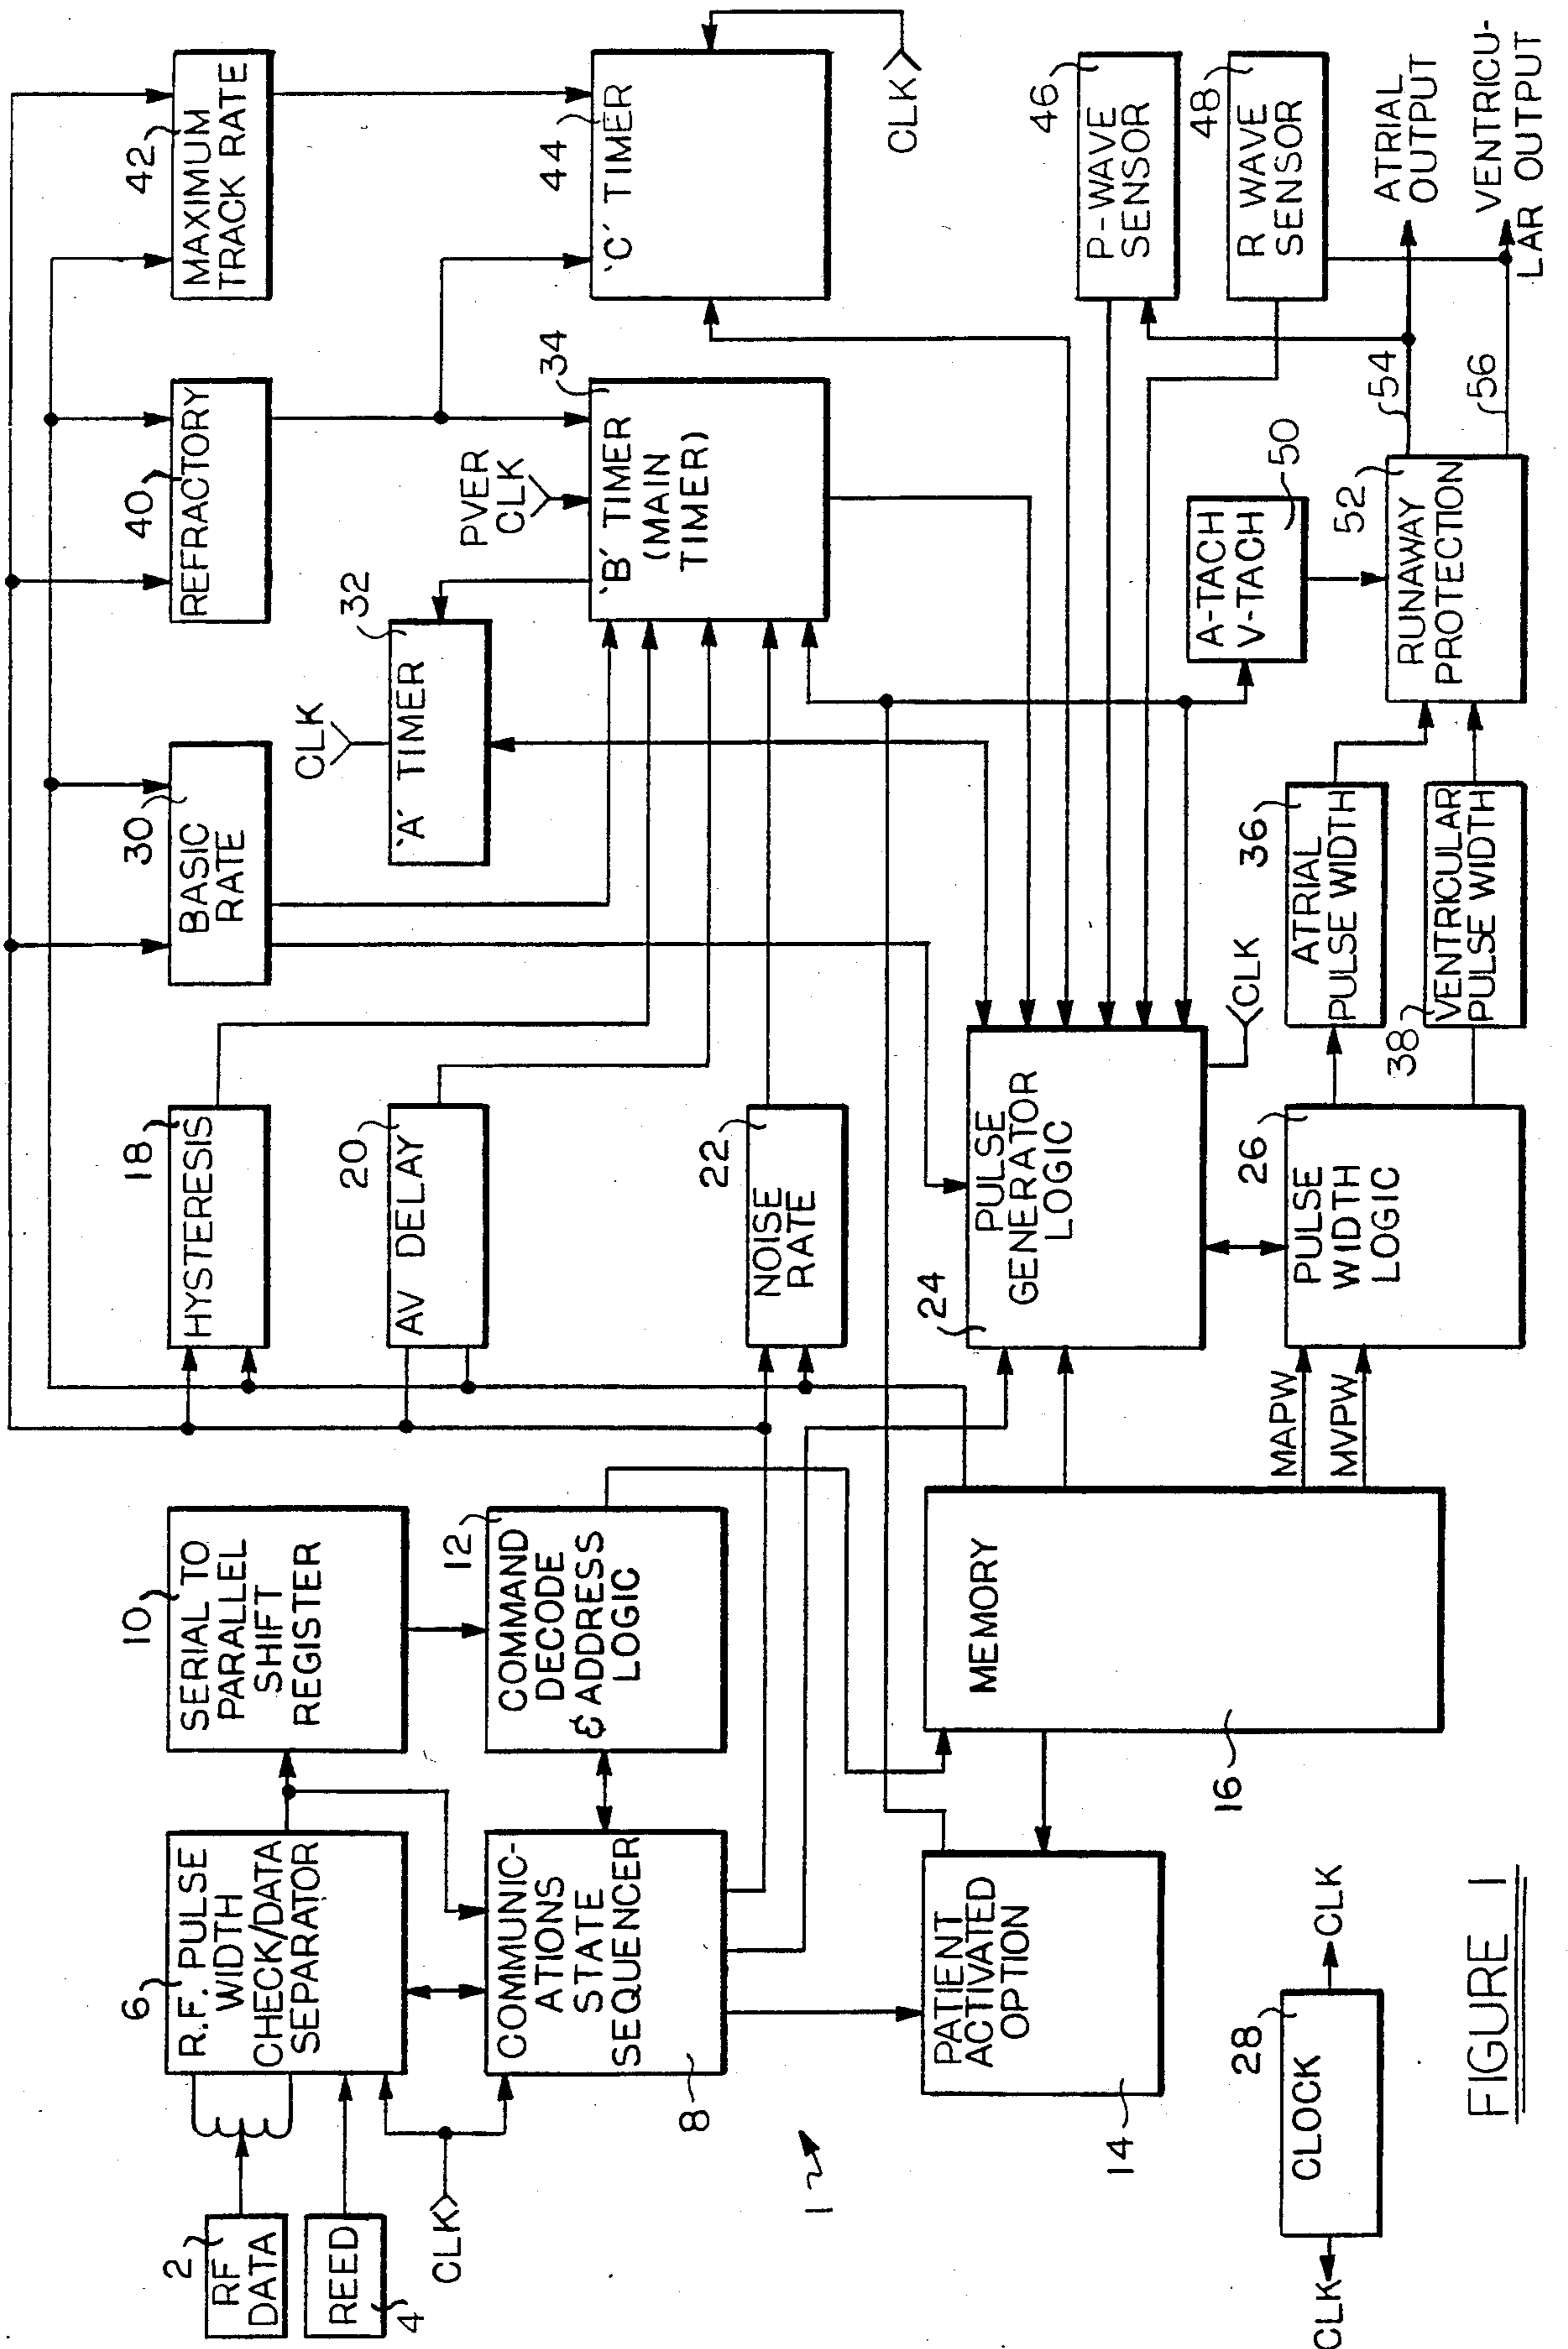 2
RF
DATA
REED
4
CLK
6
R.F. PULSE
WIDTH
CHECK/DATA
SEPARATOR
COMMUNIC-
ATIONS
STATE
SEQUENCER
8
10
SERIAL TO
PARALLEL
SHIFT
REGISTER
12
COMMAND
DECODE
& ADDRESS
LOGIC
1
PATIENT
ACTIVATED
OPTION
14
MEMORY
16
MAPW
MVPW
18
HYSTERESIS
20
AV DELAY
22
NOISE
RATE
24
PULSE
GENERATOR
LOGIC
CLK
26
PULSE
WIDTH
LOGIC
28
CLOCK
CLK
CLK
30
BASIC
RATE
CLK
32
'A' TIMER
34
'B' TIMER
(MAIN
TIMER)
PVER
CLK
36
ATRIAL
PULSE WIDTH
38
VENTRICULAR
PULSE WIDTH
40
REFRACTORY
42
MAXIMUM
TRACK RATE
44
'C' TIMER
CLK
46
P-WAVE
SENSOR
48
R WAVE
SENSOR
A-TACH
V-TACH
50
52
RUNAWAY
PROTECTION
54
56
ATRIAL
OUTPUT
VENTRICU-
LAR OUTPUT
FIGURE 1